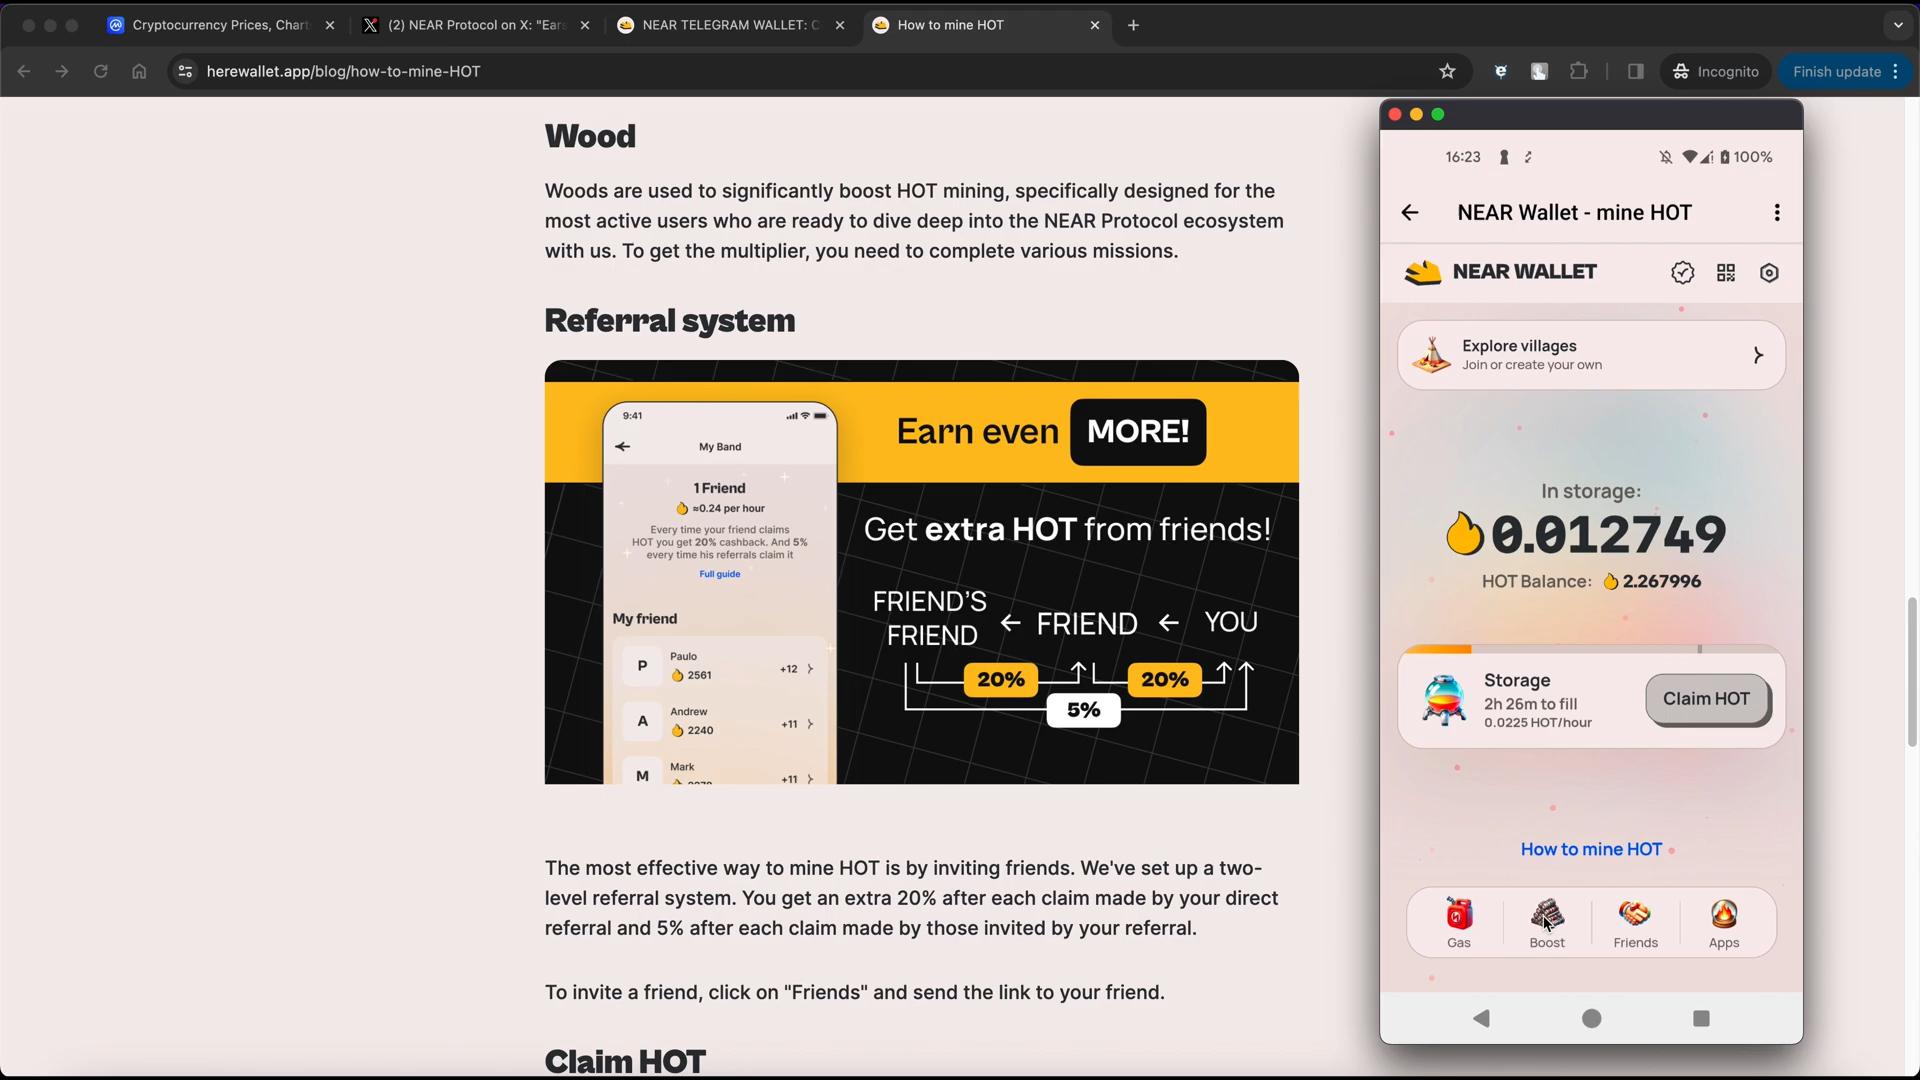 Cryptocurrency Prices, Chart
(2) NEAR Protocol on X: "Ears
NEAR TELEGRAM WALLET: C
How to mine HOT
herewallet.app/blog/how-to-mine-HOT
Incognito
Finish update
Wood
Woods are used to significantly boost HOT mining, specifically designed for the
most active users who are ready to dive deep into the NEAR Protocol ecosystem
with us. To get the multiplier, you need to complete various missions.
Referral system
9:41
My Band
1 Friend
≈0.24 per hour
Every time your friend claims
HOT you get 20% cashback. And 5%
every time his referrals claim it
Full guide
My friend
P
Paulo
2561
+12
A
Andrew
2240
+11
M
Mark
+11
Earn even MORE!
Get extra HOT from friends!
FRIEND'S
FRIEND ← FRIEND ← YOU
20%
20%
5%
The most effective way to mine HOT is by inviting friends. We've set up a two-
level referral system. You get an extra 20% after each claim made by your direct
referral and 5% after each claim made by those invited by your referral.
To invite a friend, click on "Friends" and send the link to your friend.
Claim HOT
16:23
100%
NEAR Wallet - mine HOT
NEAR WALLET
Explore villages
Join or create your own
In storage:
0.012749
HOT Balance: 2.267996
Storage
2h 26m to fill
0.0225 HOT/hour
Claim HOT
How to mine HOT
Gas
Boost
Friends
Apps